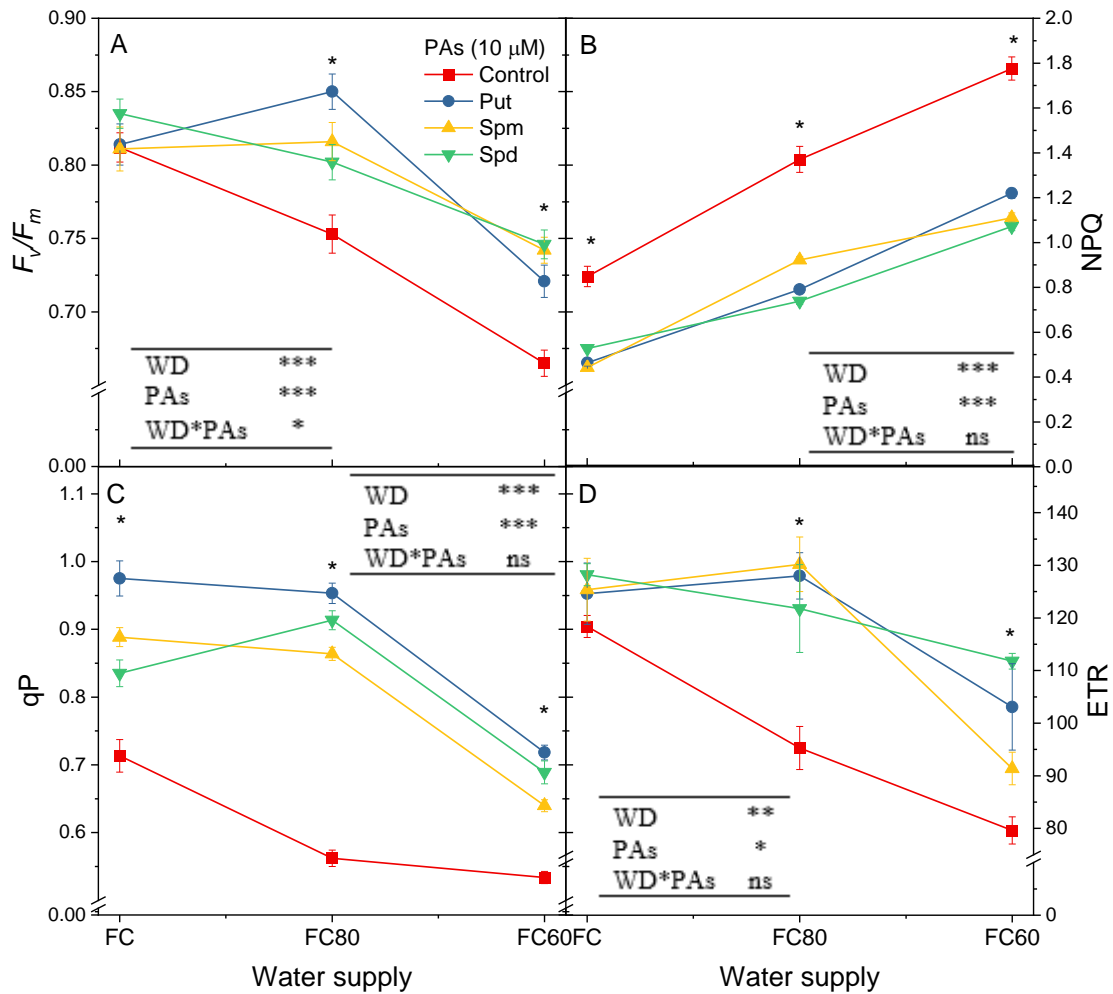 A
PAs (10 μM)
Control
Put
Spm
Spd
*
*
Fv/Fm
0.90
0.85
0.80
0.75
0.70
0.00
WD ***
PAs ***
WD*PAs *
B
*
*
*
NPQ
2.0
1.8
1.6
1.4
1.2
1.0
0.8
0.6
0.4
0.2
0.0
WD ***
PAs ***
WD*PAs ns
C
*
*
*
qP
1.1
1.0
0.9
0.8
0.7
0.6
0.00
WD ***
PAs ***
WD*PAs ns
FC
FC80
FC60
Water supply
D
*
*
ETR
140
130
120
110
100
90
80
0
WD **
PAs *
WD*PAs ns
FC
FC80
FC60
Water supply